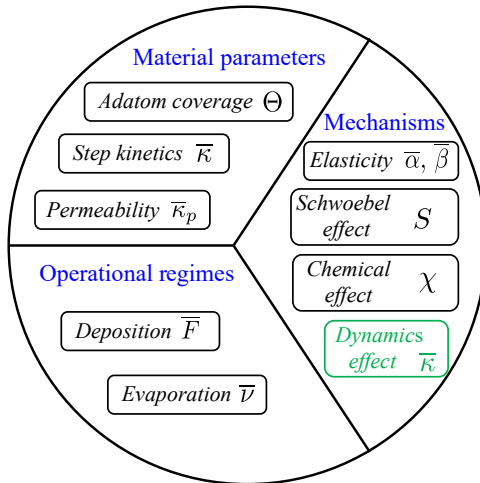 Material parameters
Adatom coverage Θ
Step kinetics κ̅
Permeability κ̅ₚ
Mechanisms
Elasticity α̅, β̅
Schwoebel
effect S
Chemical
effect χ
Dynamics
effect κ̅
Operational regimes
Deposition F̅
Evaporation ν̅